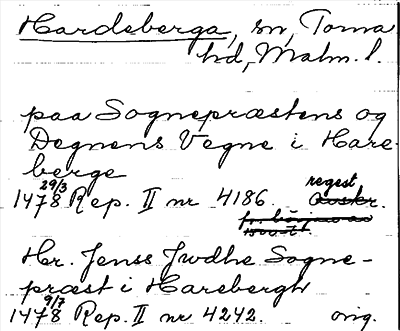 Hardeberga, sn, Torna
hd, Malm. l.
paa Sognepræstens og
Degnens Vegne i Hare-
berge
1478 29/3 Rep. II nr 4186. regest
Hr. Jenss Jwdhe Sogne-
præst i Harebergh
1478 9/7 Rep. II nr 4242. orig.